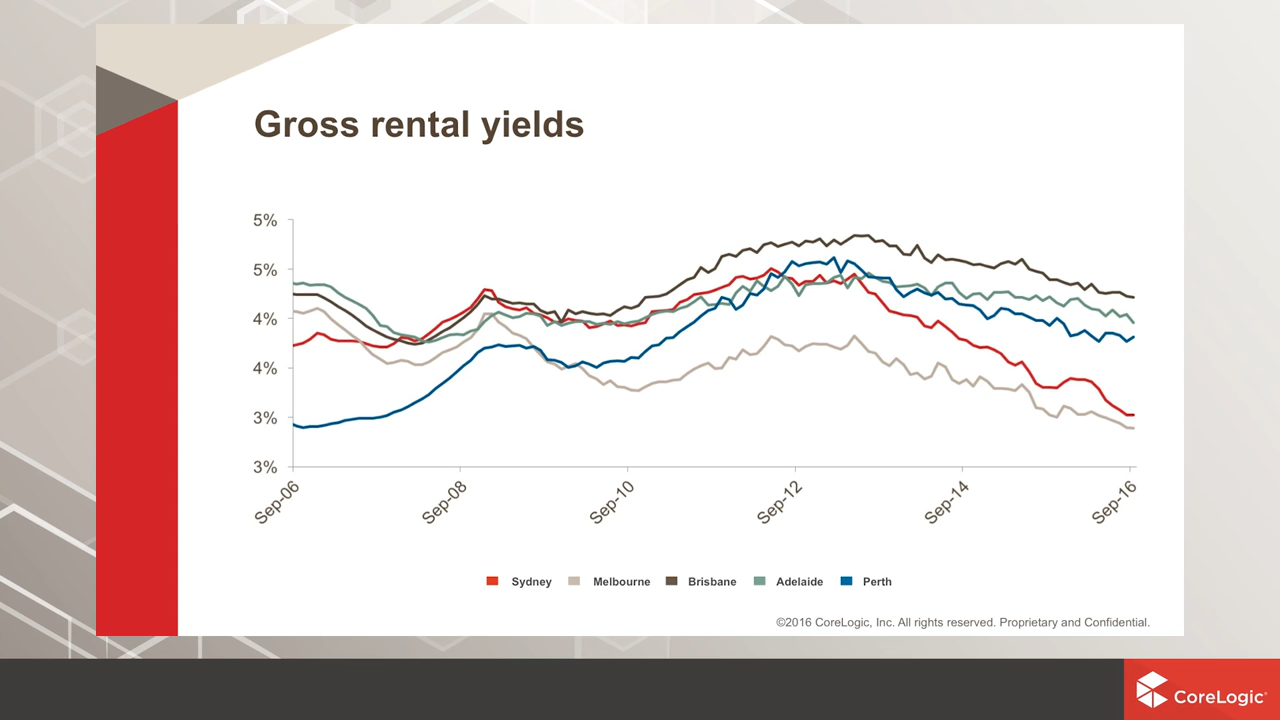 Gross rental yields
5%
5%
4%
4%
3%
3%
Sep-06
Sep-08
Sep-10
Sep-12
Sep-14
Sep-16
Sydney Melbourne Brisbane Adelaide Perth
©2016 CoreLogic, Inc. All rights reserved. Proprietary and Confidential.
CoreLogic